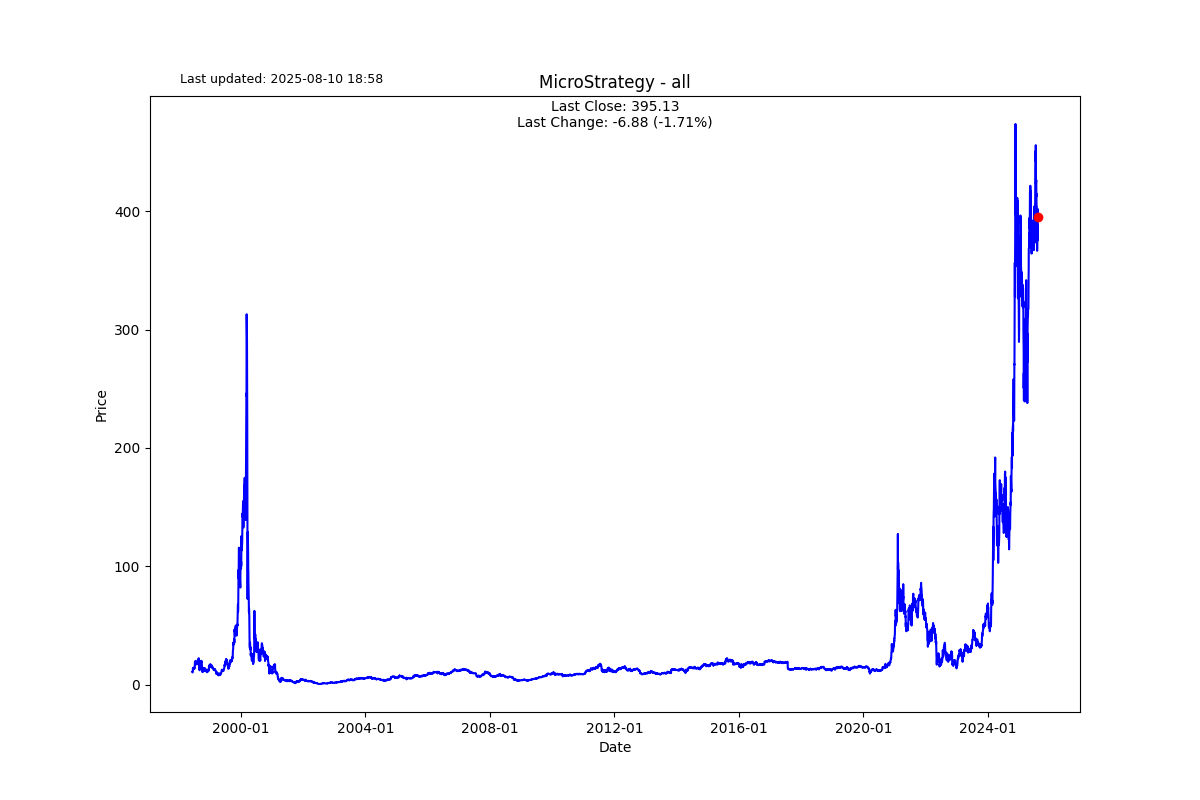 Last updated: 2025-08-10 18:58
MicroStrategy - all
Last Close: 395.13
Last Change: -6.88 (-1.71%)
400
300
200
100
0
Price
2000-01
2004-01
2008-01
2012-01
2016-01
2020-01
2024-01
Date